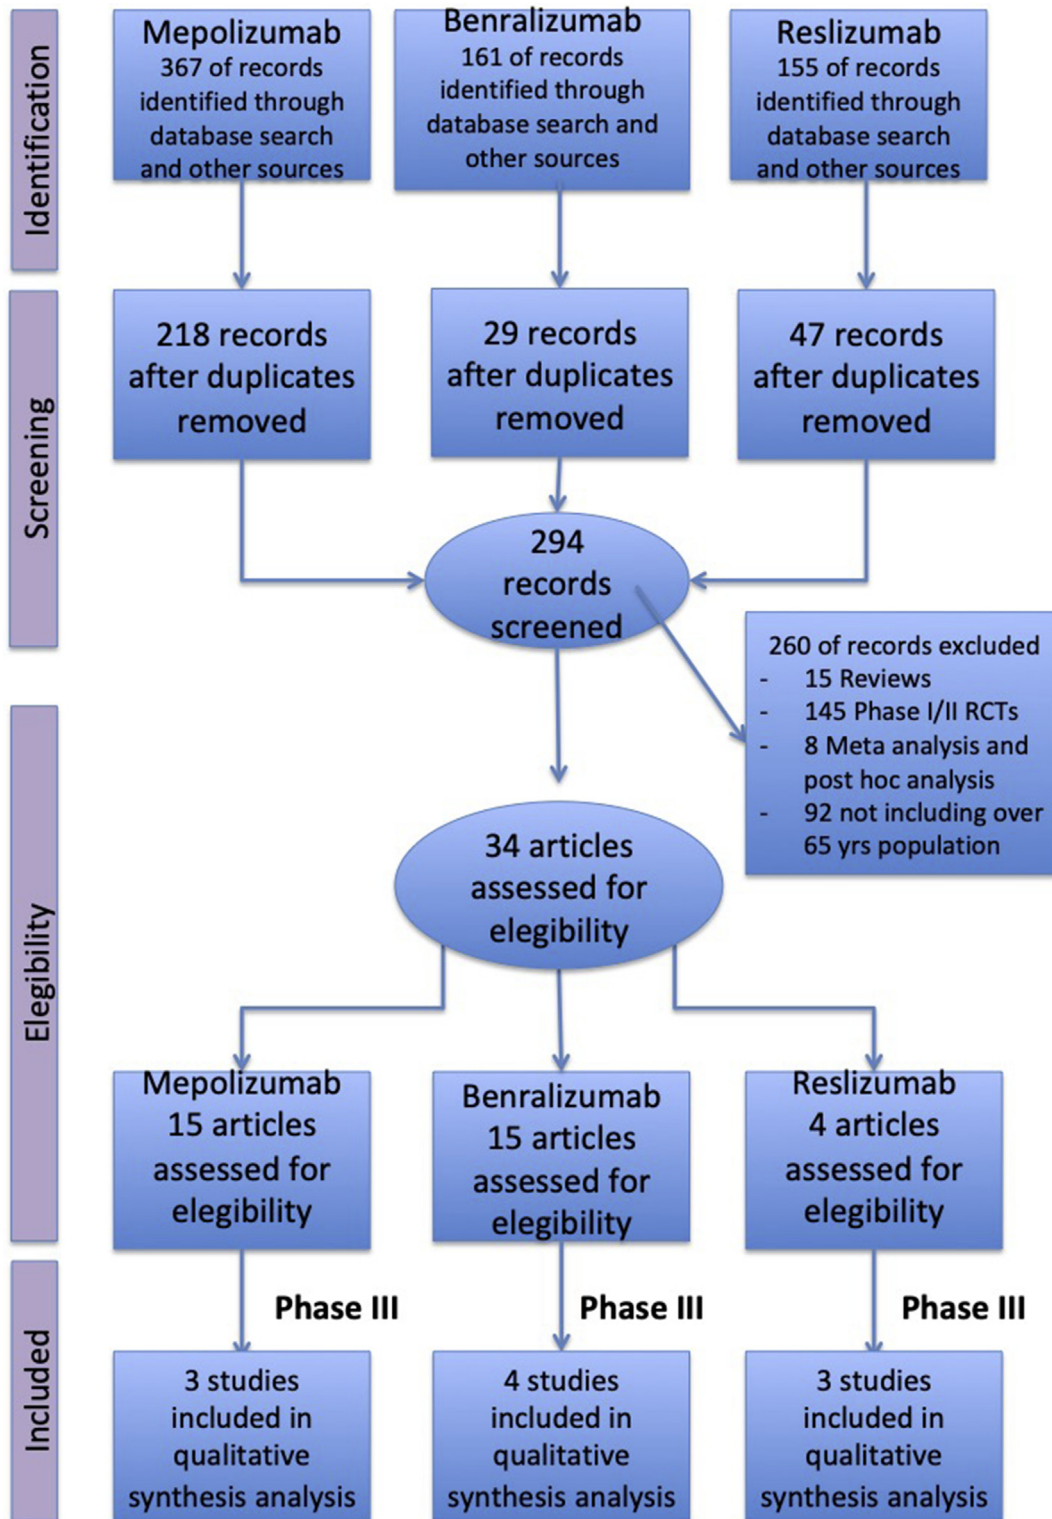 Identification
Mepolizumab
367 of records
identified through
database search
and other sources
Benralizumab
161 of records
identified through
database search and
other sources
Reslizumab
155 of records
identified through
database search
and other sources
Screening
218 records
after duplicates
removed
29 records
after duplicates
removed
47 records
after duplicates
removed
294
records
screened
260 of records excluded
- 15 Reviews
- 145 Phase I/II RCTs
- 8 Meta analysis and
post hoc analysis
- 92 not including over
65 yrs population
Elegibility
34 articles
assessed for
elegibility
Mepolizumab
15 articles
assessed for
elegibility
Benralizumab
15 articles
assessed for
elegibility
Reslizumab
4 articles
assessed for
elegibility
Phase III
Phase III
Phase III
Included
3 studies
included in
qualitative
synthesis analysis
4 studies
included in
qualitative
synthesis analysis
3 studies
included in
qualitative
synthesis analysis